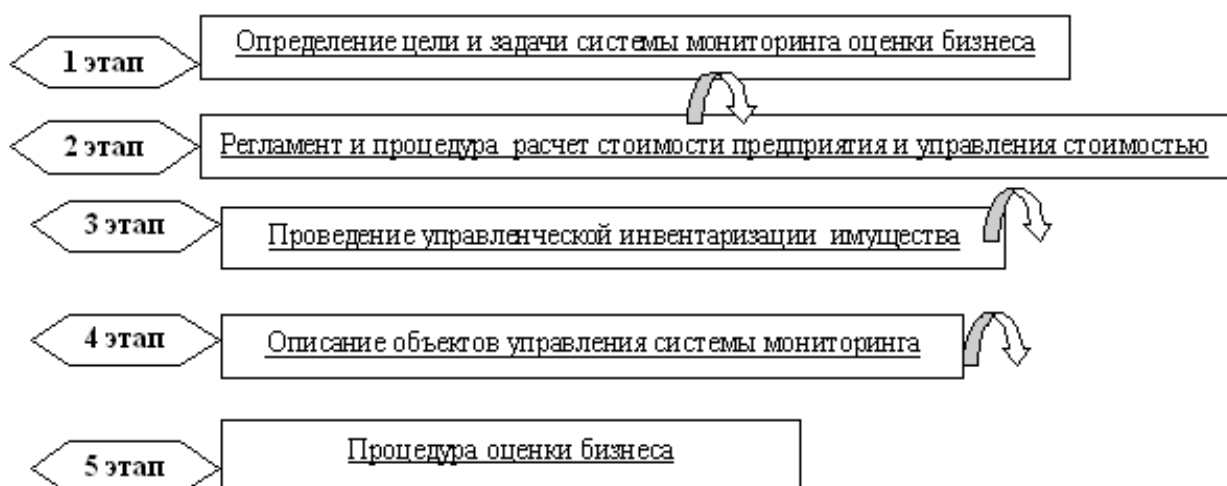 1 этап
Определение цели и задачи системы мониторинга оценки бизнеса
2 этап
Регламент и процедура расчет стоимости предприятия и управления стоимостью
3 этап
Проведение управленческой инвентаризации имущества
4 этап
Описание объектов управления системы мониторинга
5 этап
Процедура оценки бизнеса